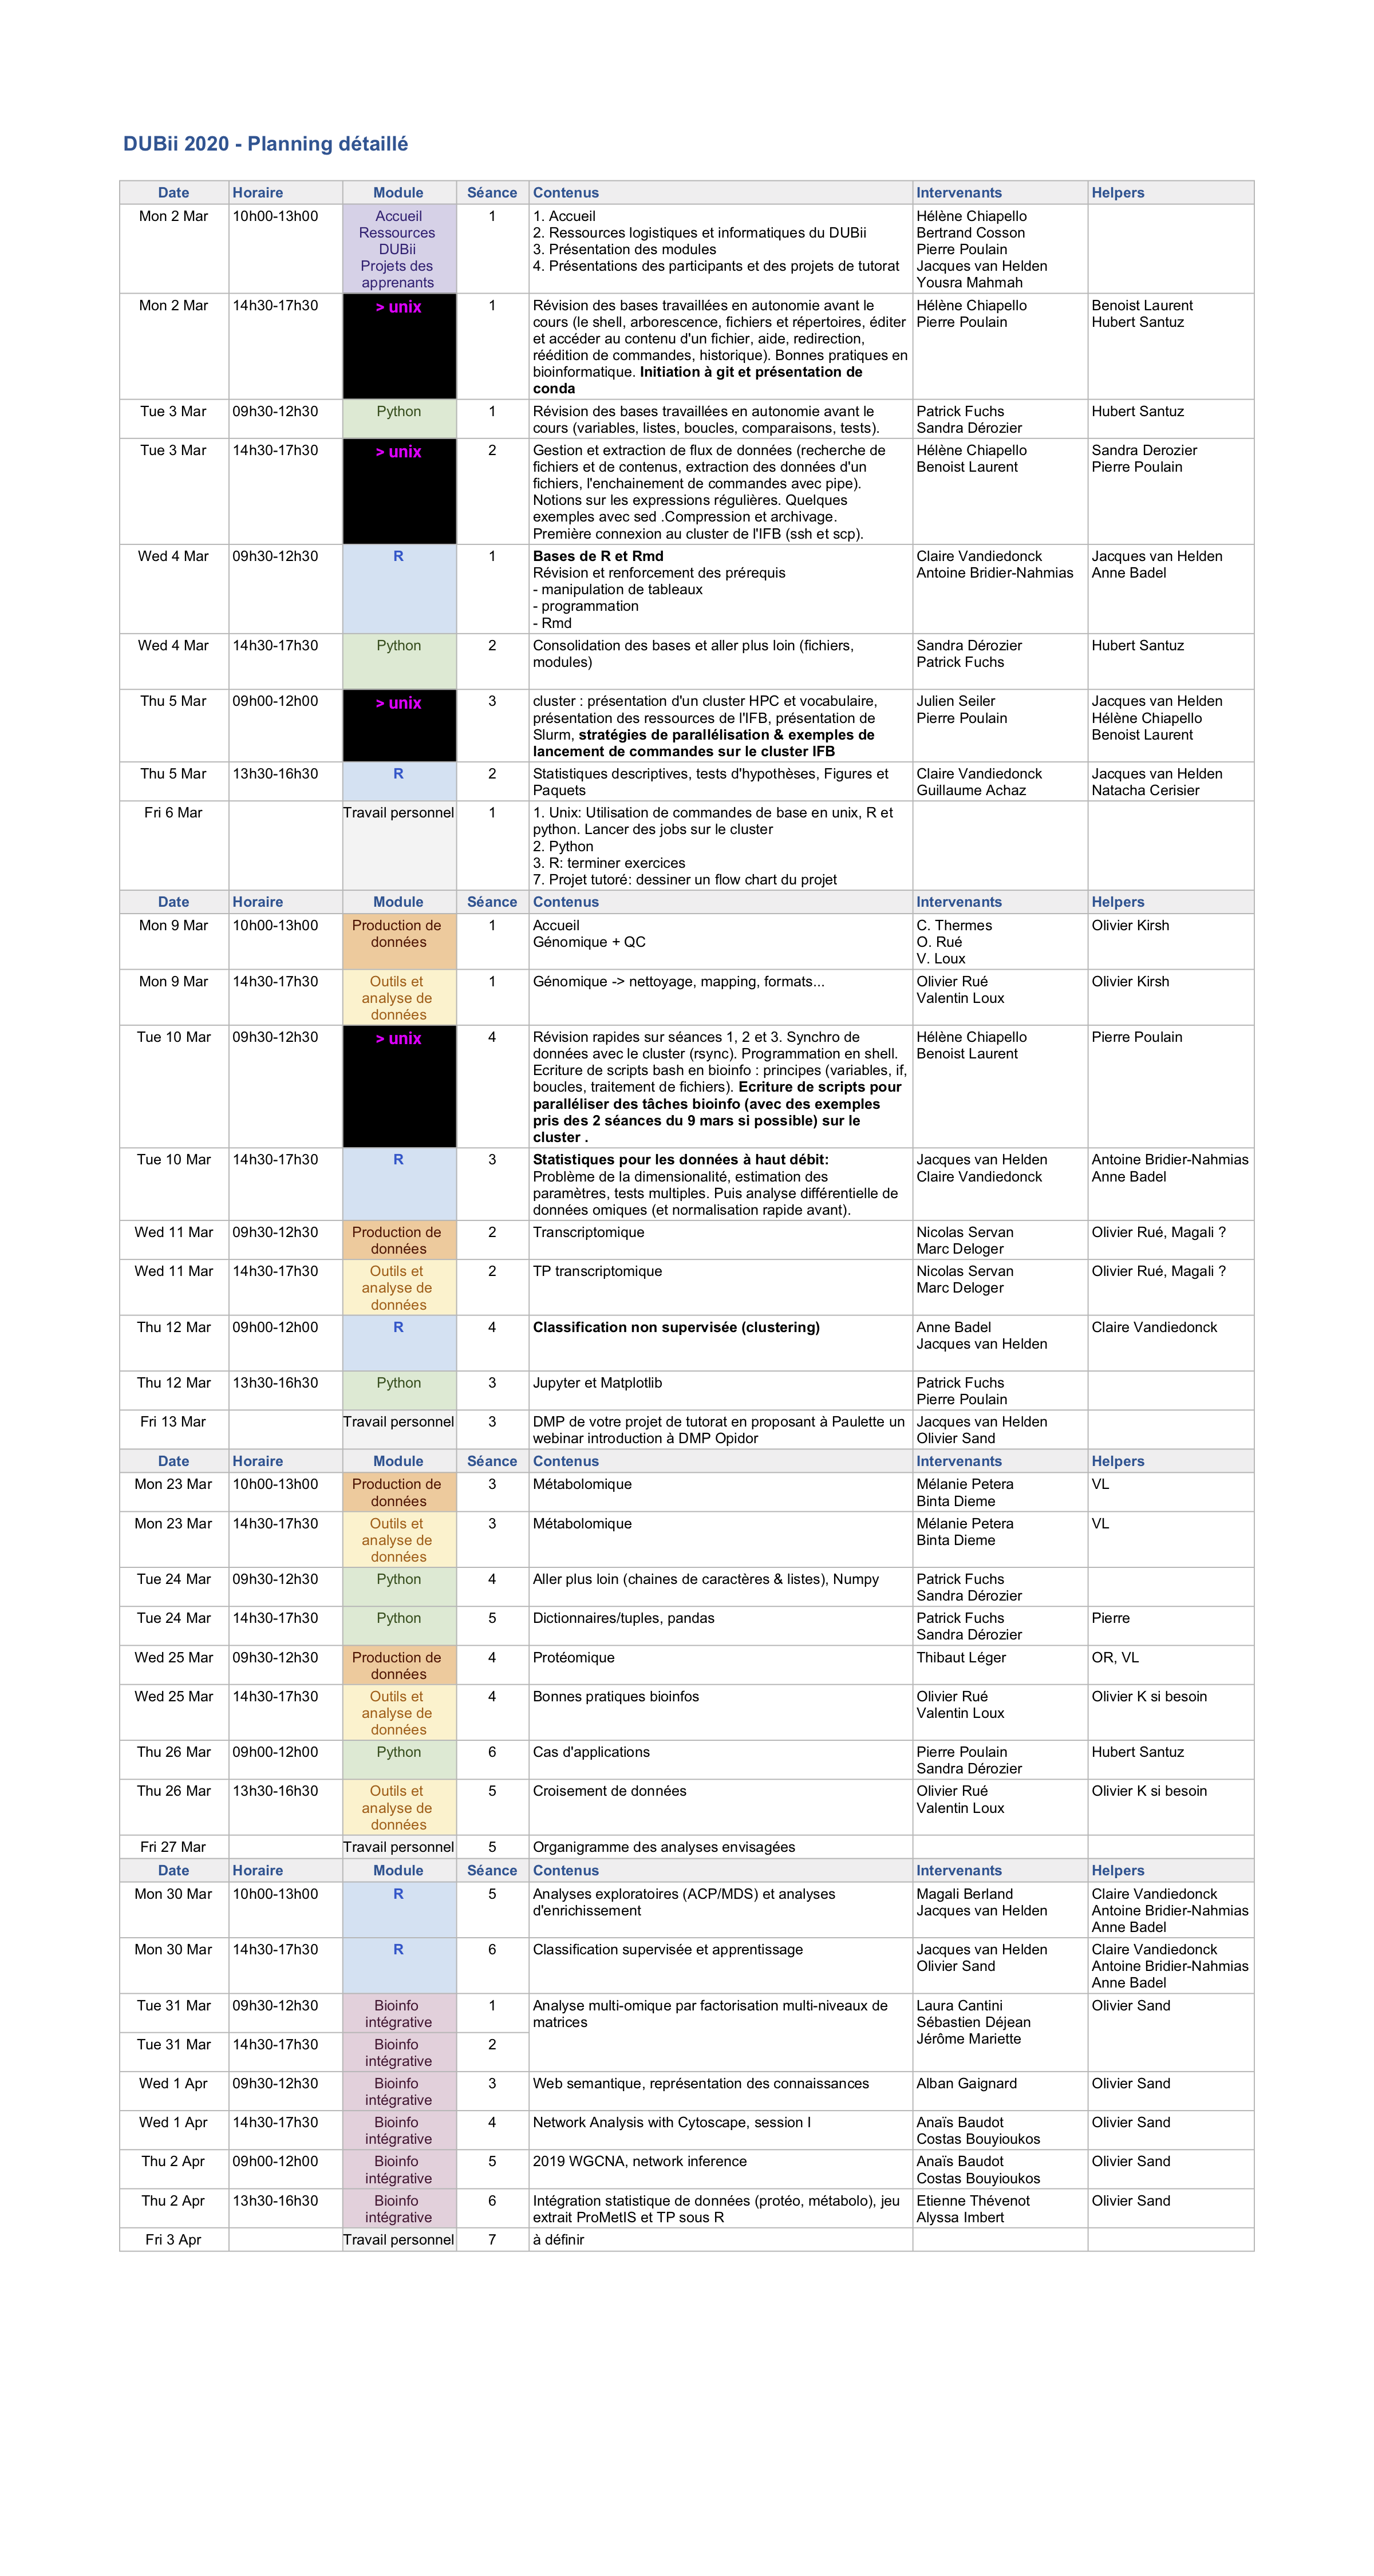 DUBii 2020 - Planning détaillé
Date Horaire Module Séance Contenus Intervenants Helpers
Mon 2 Mar 10h00-13h00 Accueil 1 1. Accueil Hélène Chiapello
Ressources 2. Ressources logistiques et informatiques du DUBii Bertrand Cosson
DUBii 3. Présentation des modules Pierre Poulain
Projets des 4. Présentations des participants et des projets de tutorat Jacques van Helden
apprenants Yousra Mahmah
Mon 2 Mar 14h30-17h30 > unix 1 Révision des bases travaillées en autonomie avant le Hélène Chiapello Benoist Laurent
cours (le shell, arborescence, fichiers et répertoires, éditer Pierre Poulain Hubert Santuz
et accéder au contenu d'un fichier, aide, redirection,
réédition de commandes, historique). Bonnes pratiques en
bioinformatique. Initiation à git et présentation de
conda
Tue 3 Mar 09h30-12h30 Python 1 Révision des bases travaillées en autonomie avant le Patrick Fuchs Hubert Santuz
cours (variables, listes, boucles, comparaisons, tests). Sandra Dérozier
Tue 3 Mar 14h30-17h30 > unix 2 Gestion et extraction de flux de données (recherche de Hélène Chiapello Sandra Derozier
fichiers et de contenus, extraction des données d'un Benoist Laurent Pierre Poulain
fichiers, l'enchainement de commandes avec pipe).
Notions sur les expressions régulières. Quelques
exemples avec sed .Compression et archivage.
Première connexion au cluster de l'IFB (ssh et scp).
Wed 4 Mar 09h30-12h30 R 1 Bases de R et Rmd Claire Vandiedonck Jacques van Helden
Révision et renforcement des prérequis Antoine Bridier-Nahmias Anne Badel
- manipulation de tableaux
- programmation
- Rmd
Wed 4 Mar 14h30-17h30 Python 2 Consolidation des bases et aller plus loin (fichiers, Sandra Dérozier Hubert Santuz
modules) Patrick Fuchs
Thu 5 Mar 09h00-12h00 > unix 3 cluster : présentation d'un cluster HPC et vocabulaire, Julien Seiler Jacques van Helden
présentation des ressources de l'IFB, présentation de Pierre Poulain Hélène Chiapello
Slurm, stratégies de parallélisation & exemples de Benoist Laurent
lancement de commandes sur le cluster IFB
Thu 5 Mar 13h30-16h30 R 2 Statistiques descriptives, tests d'hypothèses, Figures et Claire Vandiedonck Jacques van Helden
Paquets Guillaume Achaz Natacha Cerisier
Fri 6 Mar Travail personnel 1 1. Unix: Utilisation de commandes de base en unix, R et
python. Lancer des jobs sur le cluster
2. Python
3. R: terminer exercices
7. Projet tutoré: dessiner un flow chart du projet
Date Horaire Module Séance Contenus Intervenants Helpers
Mon 9 Mar 10h00-13h00 Production de 1 Accueil C. Thermes Olivier Kirsh
données Génomique + QC O. Rué
V. Loux
Mon 9 Mar 14h30-17h30 Outils et 1 Génomique -> nettoyage, mapping, formats... Olivier Rué Olivier Kirsh
analyse de Valentin Loux
données
Tue 10 Mar 09h30-12h30 > unix 4 Révision rapides sur séances 1, 2 et 3. Synchro de Hélène Chiapello Pierre Poulain
données avec le cluster (rsync). Programmation en shell. Benoist Laurent
Ecriture de scripts bash en bioinfo : principes (variables, if,
boucles, traitement de fichiers). Ecriture de scripts pour
paralléliser des tâches bioinfo (avec des exemples
pris des 2 séances du 9 mars si possible) sur le
cluster .
Tue 10 Mar 14h30-17h30 R 3 Statistiques pour les données à haut débit: Jacques van Helden Antoine Bridier-Nahmias
Problème de la dimensionalité, estimation des Claire Vandiedonck Anne Badel
paramètres, tests multiples. Puis analyse différentielle de
données omiques (et normalisation rapide avant).
Wed 11 Mar 09h30-12h30 Production de 2 Transcriptomique Nicolas Servan Olivier Rué, Magali ?
données Marc Deloger
Wed 11 Mar 14h30-17h30 Outils et 2 TP transcriptomique Nicolas Servan Olivier Rué, Magali ?
analyse de Marc Deloger
données
Thu 12 Mar 09h00-12h00 R 4 Classification non supervisée (clustering) Anne Badel Claire Vandiedonck
Jacques van Helden
Thu 12 Mar 13h30-16h30 Python 3 Jupyter et Matplotlib Patrick Fuchs
Pierre Poulain
Fri 13 Mar Travail personnel 3 DMP de votre projet de tutorat en proposant à Paulette un Jacques van Helden
webinar introduction à DMP Opidor Olivier Sand
Date Horaire Module Séance Contenus Intervenants Helpers
Mon 23 Mar 10h00-13h00 Production de 3 Métabolomique Mélanie Petera VL
données Binta Dieme
Mon 23 Mar 14h30-17h30 Outils et 3 Métabolomique Mélanie Petera VL
analyse de Binta Dieme
données
Tue 24 Mar 09h30-12h30 Python 4 Aller plus loin (chaines de caractères & listes), Numpy Patrick Fuchs
Sandra Dérozier
Tue 24 Mar 14h30-17h30 Python 5 Dictionnaires/tuples, pandas Patrick Fuchs Pierre
Sandra Dérozier
Wed 25 Mar 09h30-12h30 Production de 4 Protéomique Thibaut Léger OR, VL
données
Wed 25 Mar 14h30-17h30 Outils et 4 Bonnes pratiques bioinfos Olivier Rué Olivier K si besoin
analyse de Valentin Loux
données
Thu 26 Mar 09h00-12h00 Python 6 Cas d'applications Pierre Poulain Hubert Santuz
Sandra Dérozier
Thu 26 Mar 13h30-16h30 Outils et 5 Croisement de données Olivier Rué Olivier K si besoin
analyse de Valentin Loux
données
Fri 27 Mar Travail personnel 5 Organigramme des analyses envisagées
Date Horaire Module Séance Contenus Intervenants Helpers
Mon 30 Mar 10h00-13h00 R 5 Analyses exploratoires (ACP/MDS) et analyses Magali Berland Claire Vandiedonck
d'enrichissement Jacques van Helden Antoine Bridier-Nahmias
Anne Badel
Mon 30 Mar 14h30-17h30 R 6 Classification supervisée et apprentissage Jacques van Helden Claire Vandiedonck
Olivier Sand Antoine Bridier-Nahmias
Anne Badel
Tue 31 Mar 09h30-12h30 Bioinfo 1 Analyse multi-omique par factorisation multi-niveaux de Laura Cantini Olivier Sand
intégrative matrices Sébastien Déjean
Jérôme Mariette
Tue 31 Mar 14h30-17h30 Bioinfo 2
intégrative
Wed 1 Apr 09h30-12h30 Bioinfo 3 Web semantique, représentation des connaissances Alban Gaignard Olivier Sand
intégrative
Wed 1 Apr 14h30-17h30 Bioinfo 4 Network Analysis with Cytoscape, session I Anaïs Baudot Olivier Sand
intégrative Costas Bouyioukos
Thu 2 Apr 09h00-12h00 Bioinfo 5 2019 WGCNA, network inference Anaïs Baudot Olivier Sand
intégrative Costas Bouyioukos
Thu 2 Apr 13h30-16h30 Bioinfo 6 Intégration statistique de données (protéo, métabolo), jeu Etienne Thévenot Olivier Sand
intégrative extrait ProMetIS et TP sous R Alyssa Imbert
Fri 3 Apr Travail personnel 7 à définir